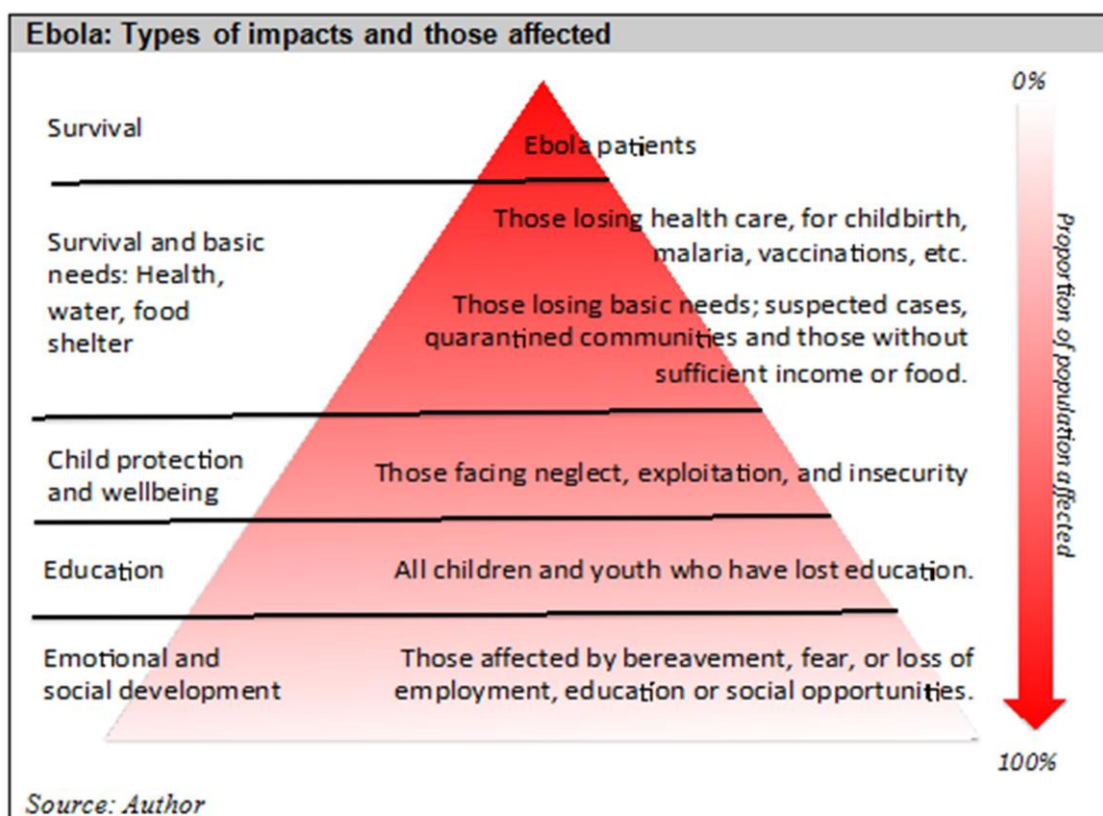 Ebola: Types of impacts and those affected
0%
Survival
Ebola patients
Survival and basic
needs: Health,
water, food
shelter
Those losing health care, for childbirth,
malaria, vaccinations, etc.
Those losing basic needs; suspected cases,
quarantined communities and those without
sufficient income or food.
Child protection
and wellbeing
Those facing neglect, exploitation, and insecurity
Education
All children and youth who have lost education.
Emotional and
social development
Those affected by bereavement, fear, or loss of
employment, education or social opportunities.
Proportion of population affected
100%
Source: Author